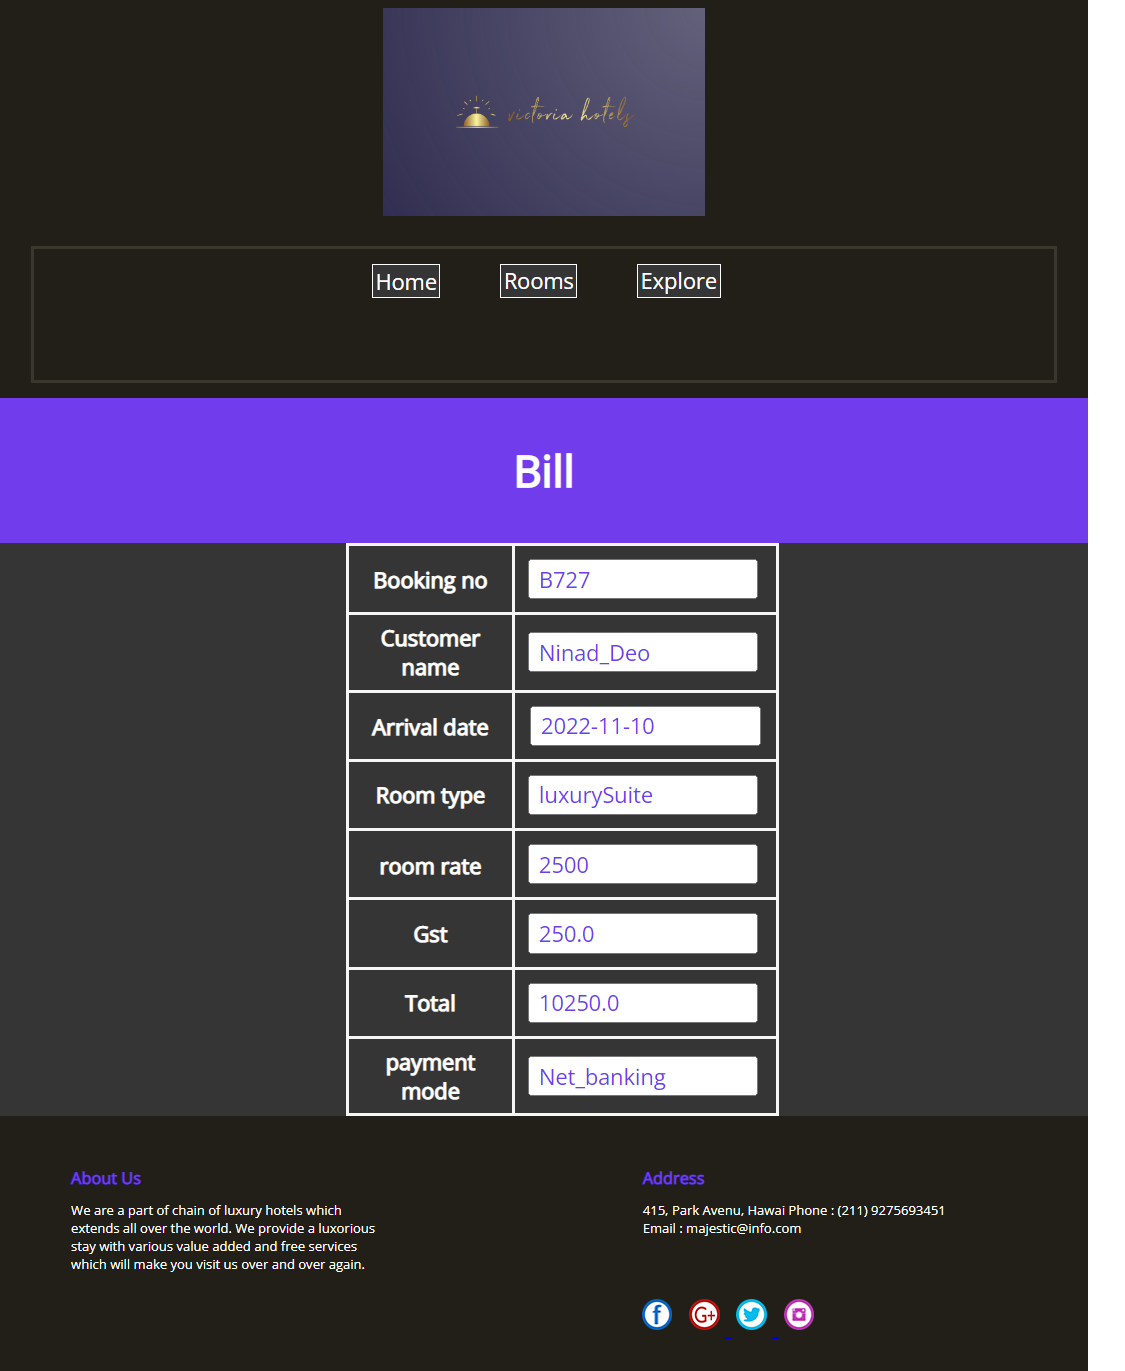 victoria hotels
Home Rooms Explore
Bill
Booking no B727
Customer
name Ninad_Deo
Arrival date 2022-11-10
Room type luxurySuite
room rate 2500
Gst 250.0
Total 10250.0
payment
mode Net_banking
About Us
We are a part of chain of luxury hotels which
extends all over the world. We provide a luxorious
stay with various value added and free services
which will make you visit us over and over again.
Address
415, Park Avenu, Hawai Phone : (211) 9275693451
Email : majestic@info.com
f G+